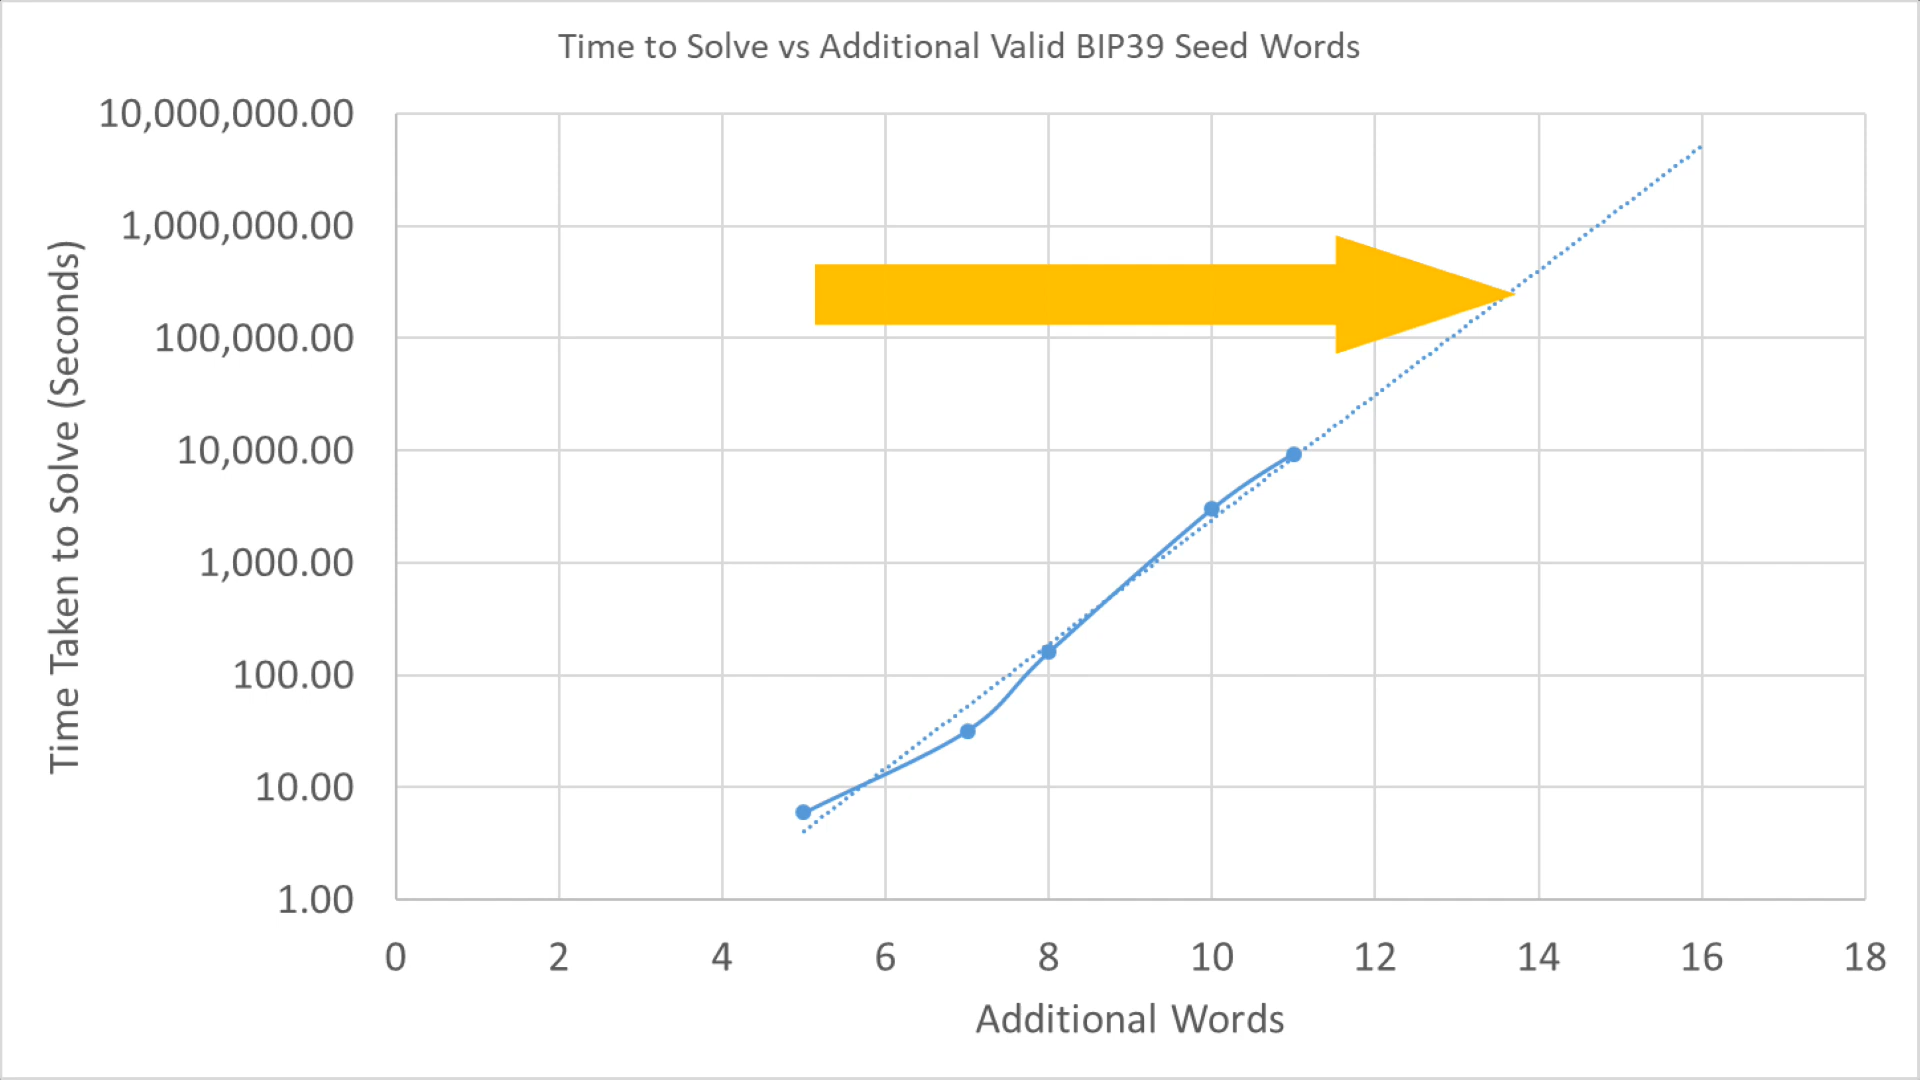 Time to Solve vs Additional Valid BIP39 Seed Words
Time Taken to Solve (Seconds)
10,000,000.00
1,000,000.00
100,000.00
10,000.00
1,000.00
100.00
10.00
1.00
0 2 4 6 8 10 12 14 16 18
Additional Words